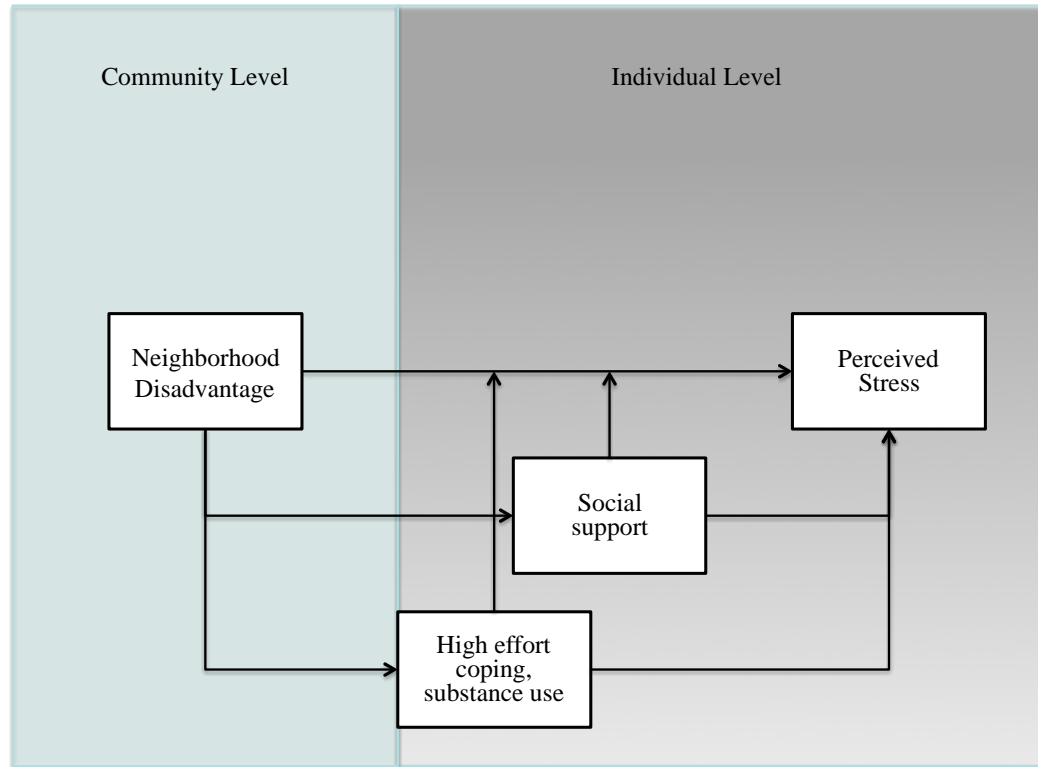 Community Level
Individual Level
Neighborhood
Disadvantage
Perceived
Stress
Social
support
High effort
coping,
substance use